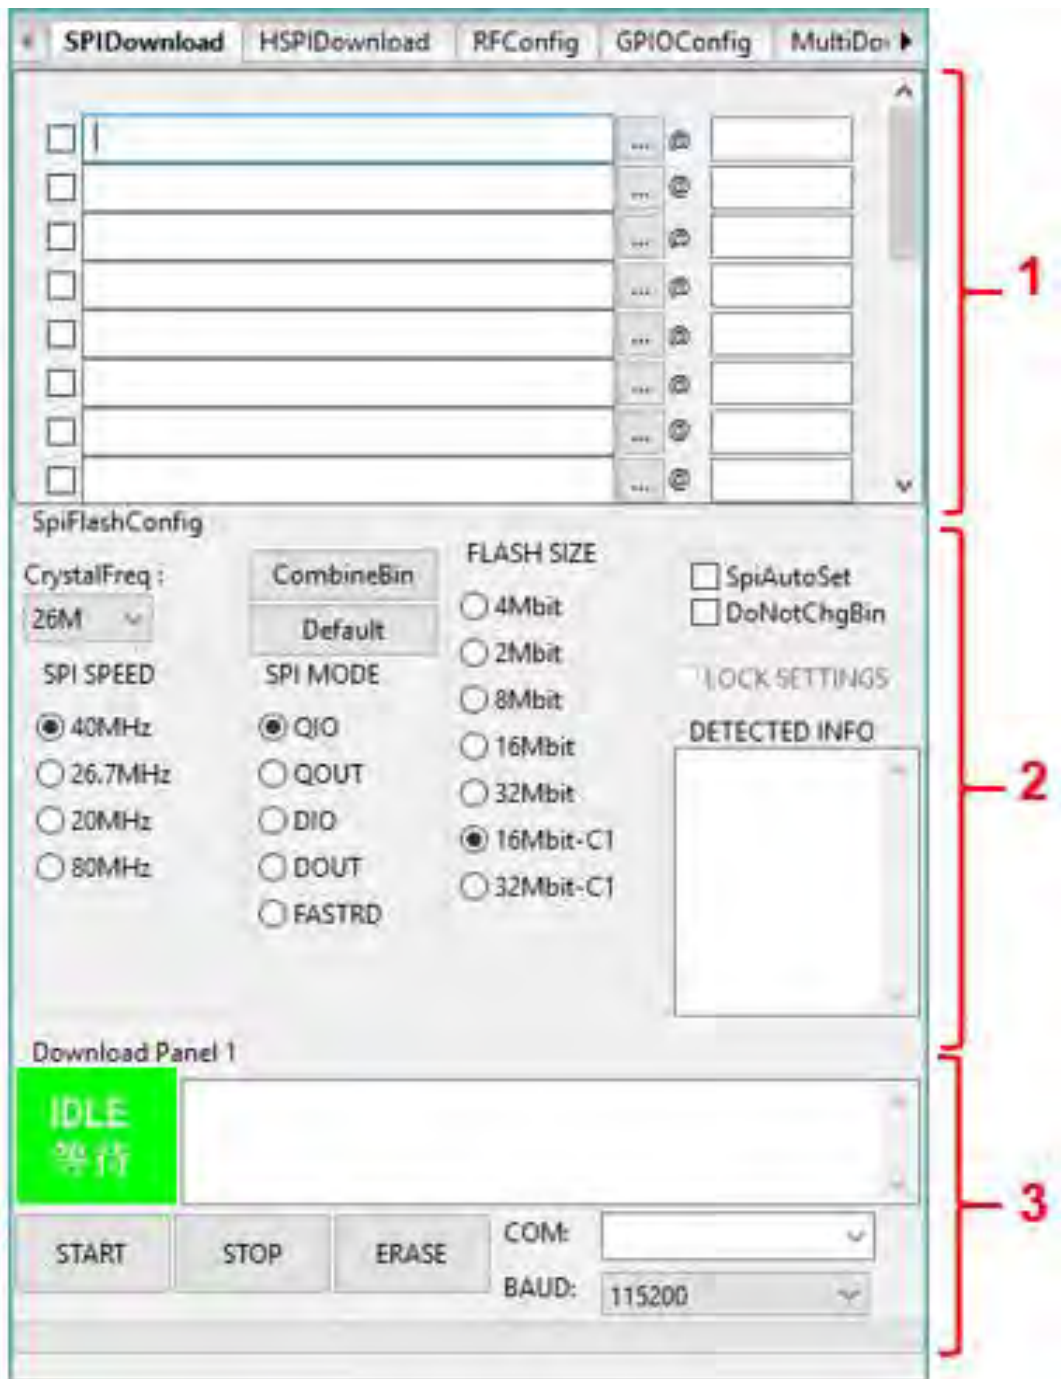 SPIDownload HSPIDownload RFConfig GPIOConfig MultiDo
... @
... @
... @
... @
... @
... @
... @
... @
1
SpiFlashConfig
CrystalFreq :
26M
CombineBin
Default
SPI SPEED
40MHz
26.7MHz
20MHz
80MHz
SPI MODE
QIO
QOUT
DIO
DOUT
FASTRD
FLASH SIZE
4Mbit
2Mbit
8Mbit
16Mbit
32Mbit
16Mbit-C1
32Mbit-C1
SpiAutoSet
DoNotChgBin
LOCK SETTINGS
DETECTED INFO
2
Download Panel 1
IDLE
等待
START STOP ERASE
COM:
BAUD: 115200
3